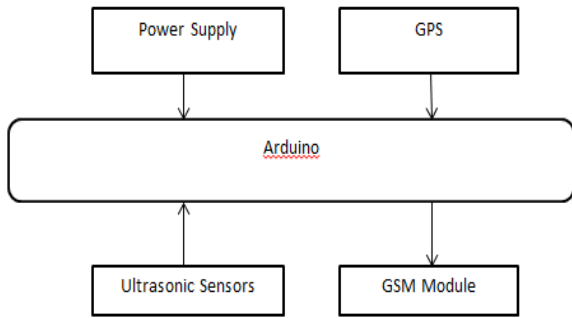 Power Supply
GPS
Arduino
Ultrasonic Sensors
GSM Module